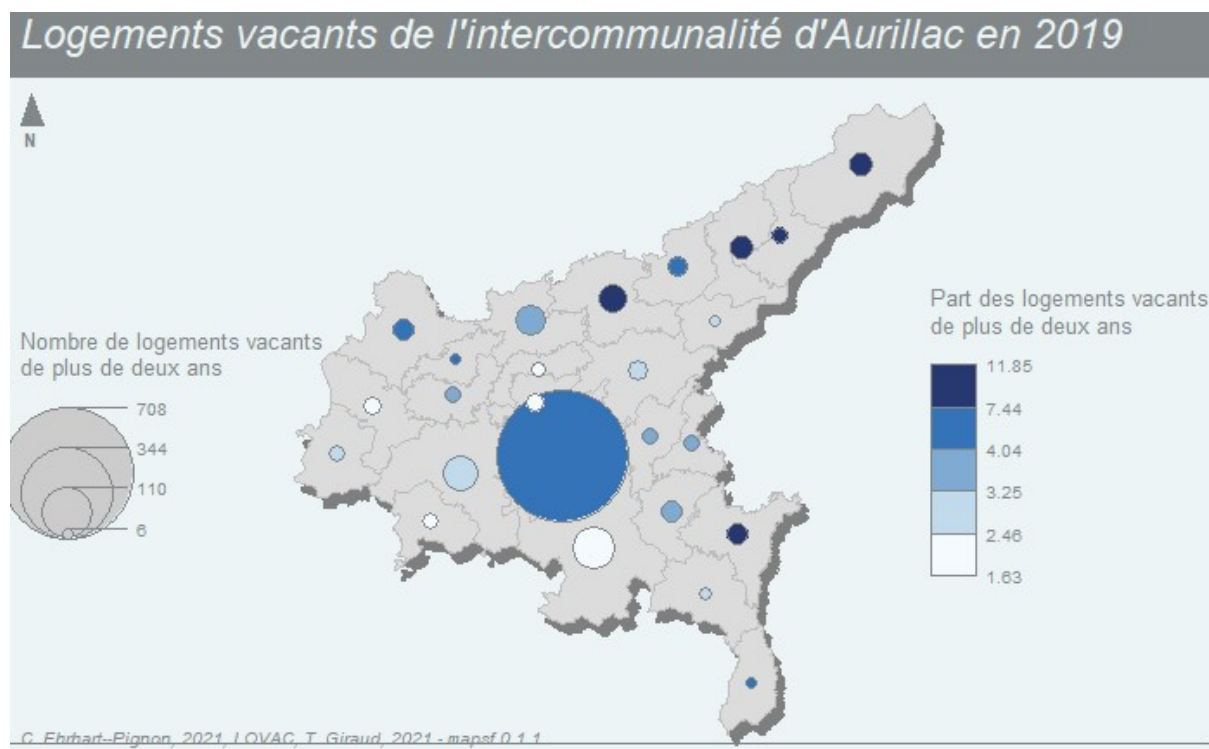 Logements vacants de l'intercommunalité d'Aurillac en 2019
N
Nombre de logements vacants
de plus de deux ans
708
344
110
6
Part des logements vacants
de plus de deux ans
11.85
7.44
4.04
3.25
2.46
1.63
C. Ehrhart--Pignon, 2021, LOVAC, T. Giraud, 2021 - mapsf 0.1.1